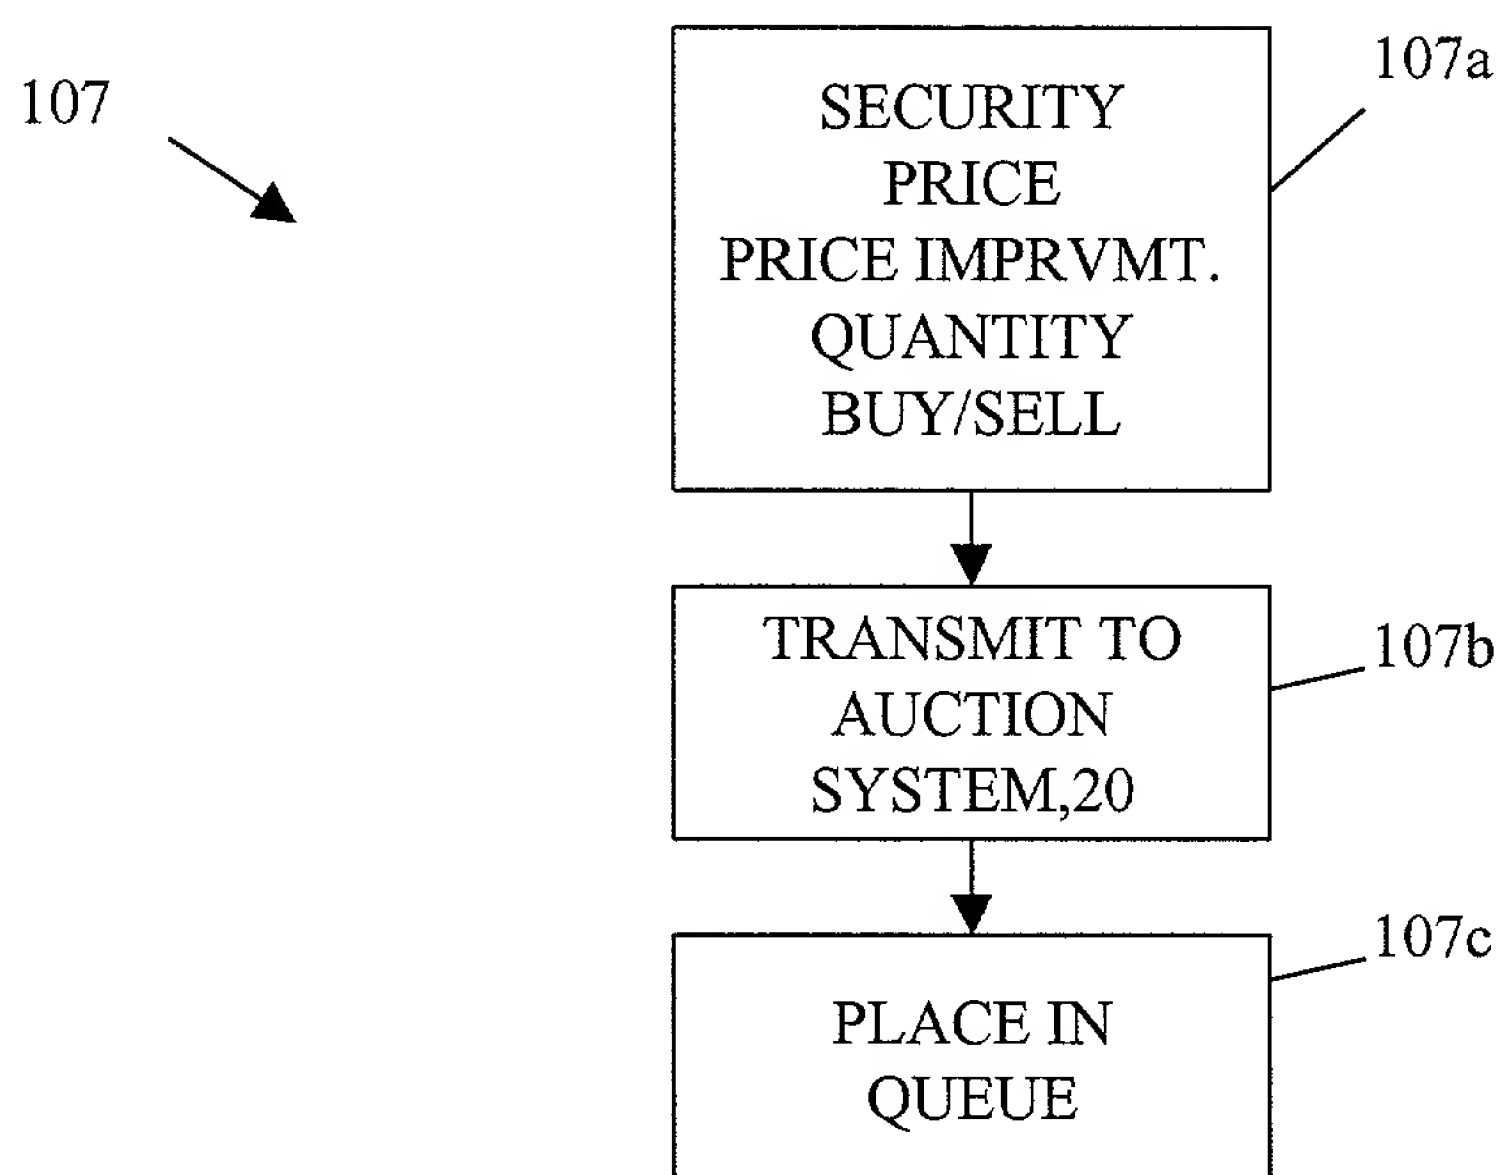 107
107a
SECURITY
PRICE
PRICE IMPRVMT.
QUANTITY
BUY/SELL
107b
TRANSMIT TO
AUCTION
SYSTEM,20
107c
PLACE IN
QUEUE